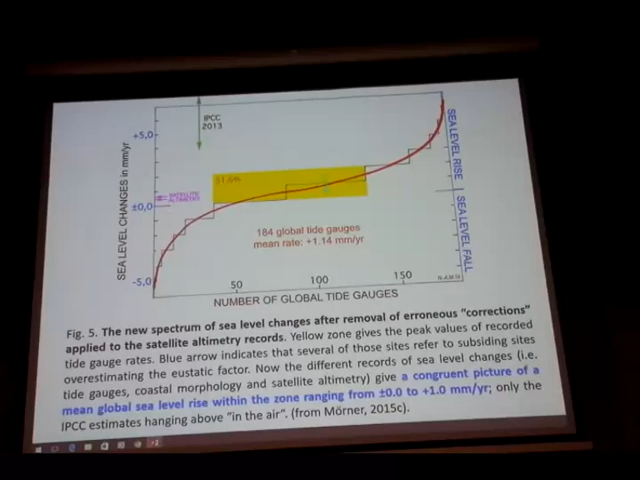 IPCC
2013
+5,0
SEA LEVEL CHANGES in mm/yr
51.6%
SATELLITE
ALTIMETRY
±0,0
184 global tide gauges
mean rate: +1.14 mm/yr
-5,0
50
100
150
N-AM 14
NUMBER OF GLOBAL TIDE GAUGES
SEA LEVEL RISE
SEA LEVEL FALL
Fig. 5. The new spectrum of sea level changes after removal of erroneous "corrections"
applied to the satellite altimetry records. Yellow zone gives the peak values of recorded
tide gauge rates. Blue arrow indicates that several of those sites refer to subsiding sites
overestimating the eustatic factor. Now the different records of sea level changes (i.e.
tide gauges, coastal morphology and satellite altimetry) give a congruent picture of a
mean global sea level rise within the zone ranging from ±0.0 to +1.0 mm/yr; only the
IPCC estimates hanging above "in the air". (from Mörner, 2015c).